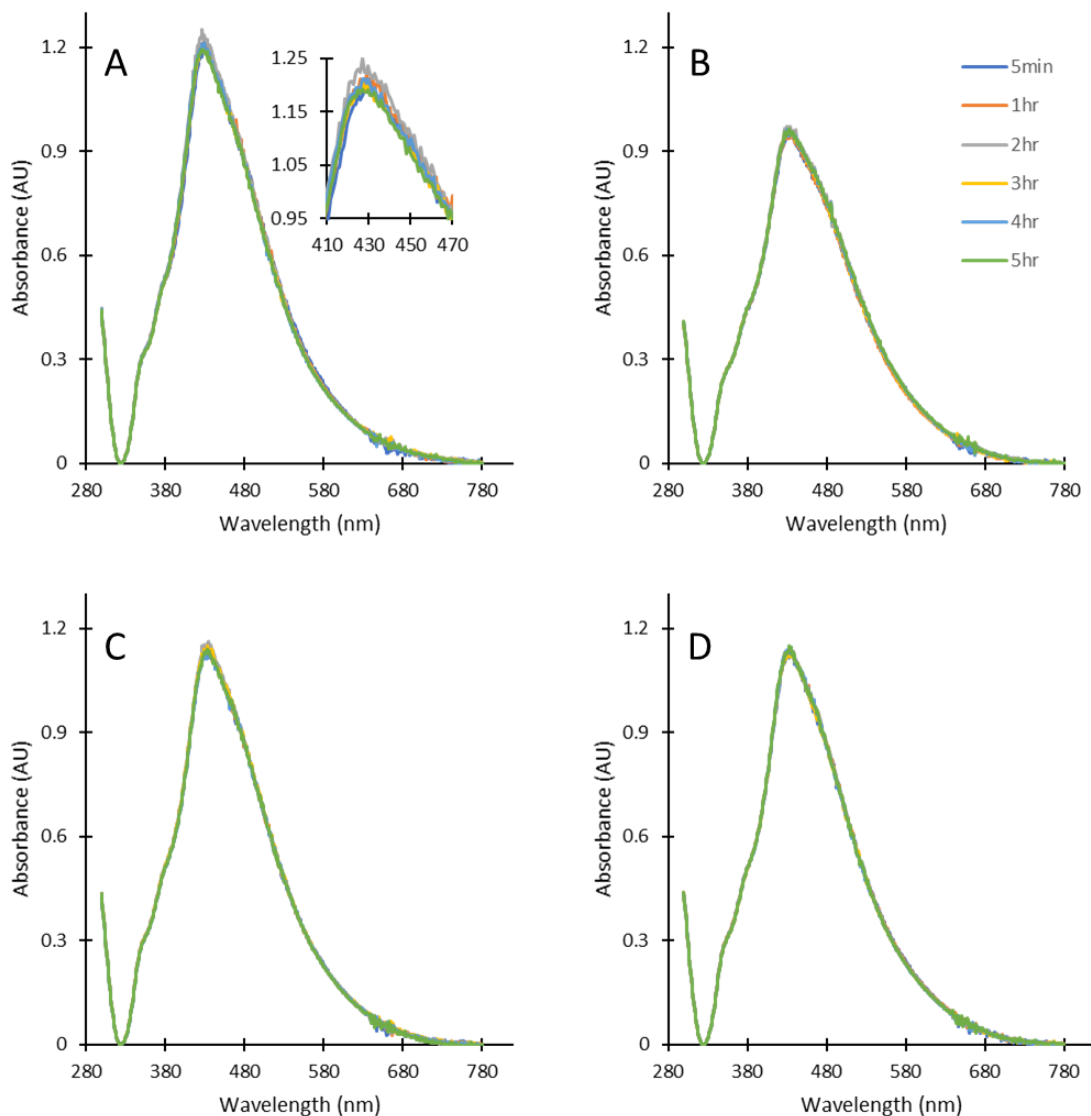 A
Absorbance (AU)
1.2
0.9
0.6
0.3
0
280 380 480 580 680 780
Wavelength (nm)
1.25
1.15
1.05
0.95
410 430 450 470
B
Absorbance (AU)
1.2
0.9
0.6
0.3
0
280 380 480 580 680 780
Wavelength (nm)
5min
1hr
2hr
3hr
4hr
5hr
C
Absorbance (AU)
1.2
0.9
0.6
0.3
0
280 380 480 580 680 780
Wavelength (nm)
D
Absorbance (AU)
1.2
0.9
0.6
0.3
0
280 380 480 580 680 780
Wavelength (nm)